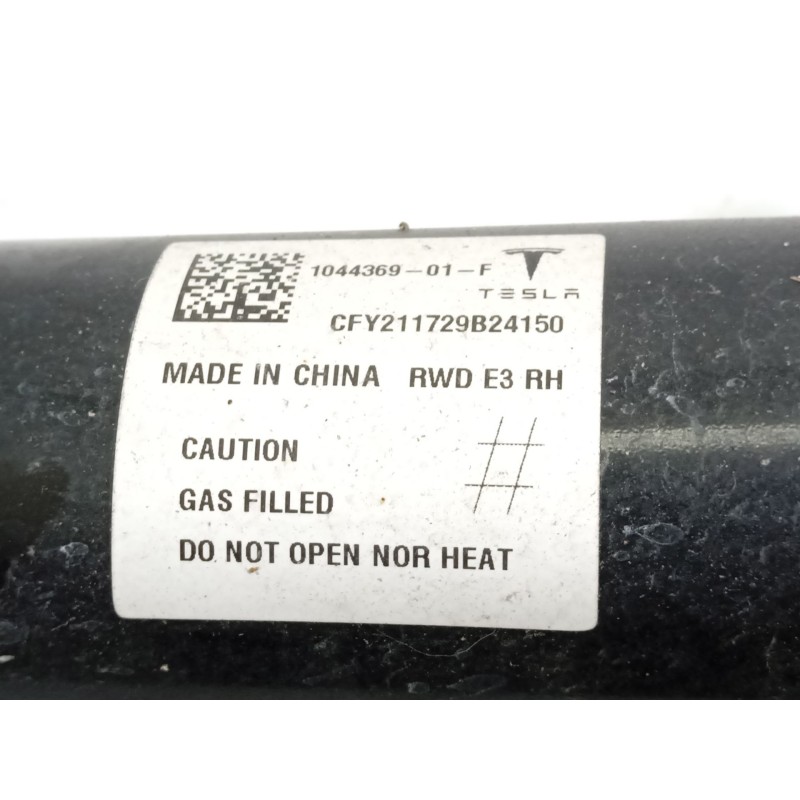 1044369-01-F
TESLA
CFY211729B24150
MADE IN CHINA RWD E3 RH
CAUTION
GAS FILLED
DO NOT OPEN NOR HEAT